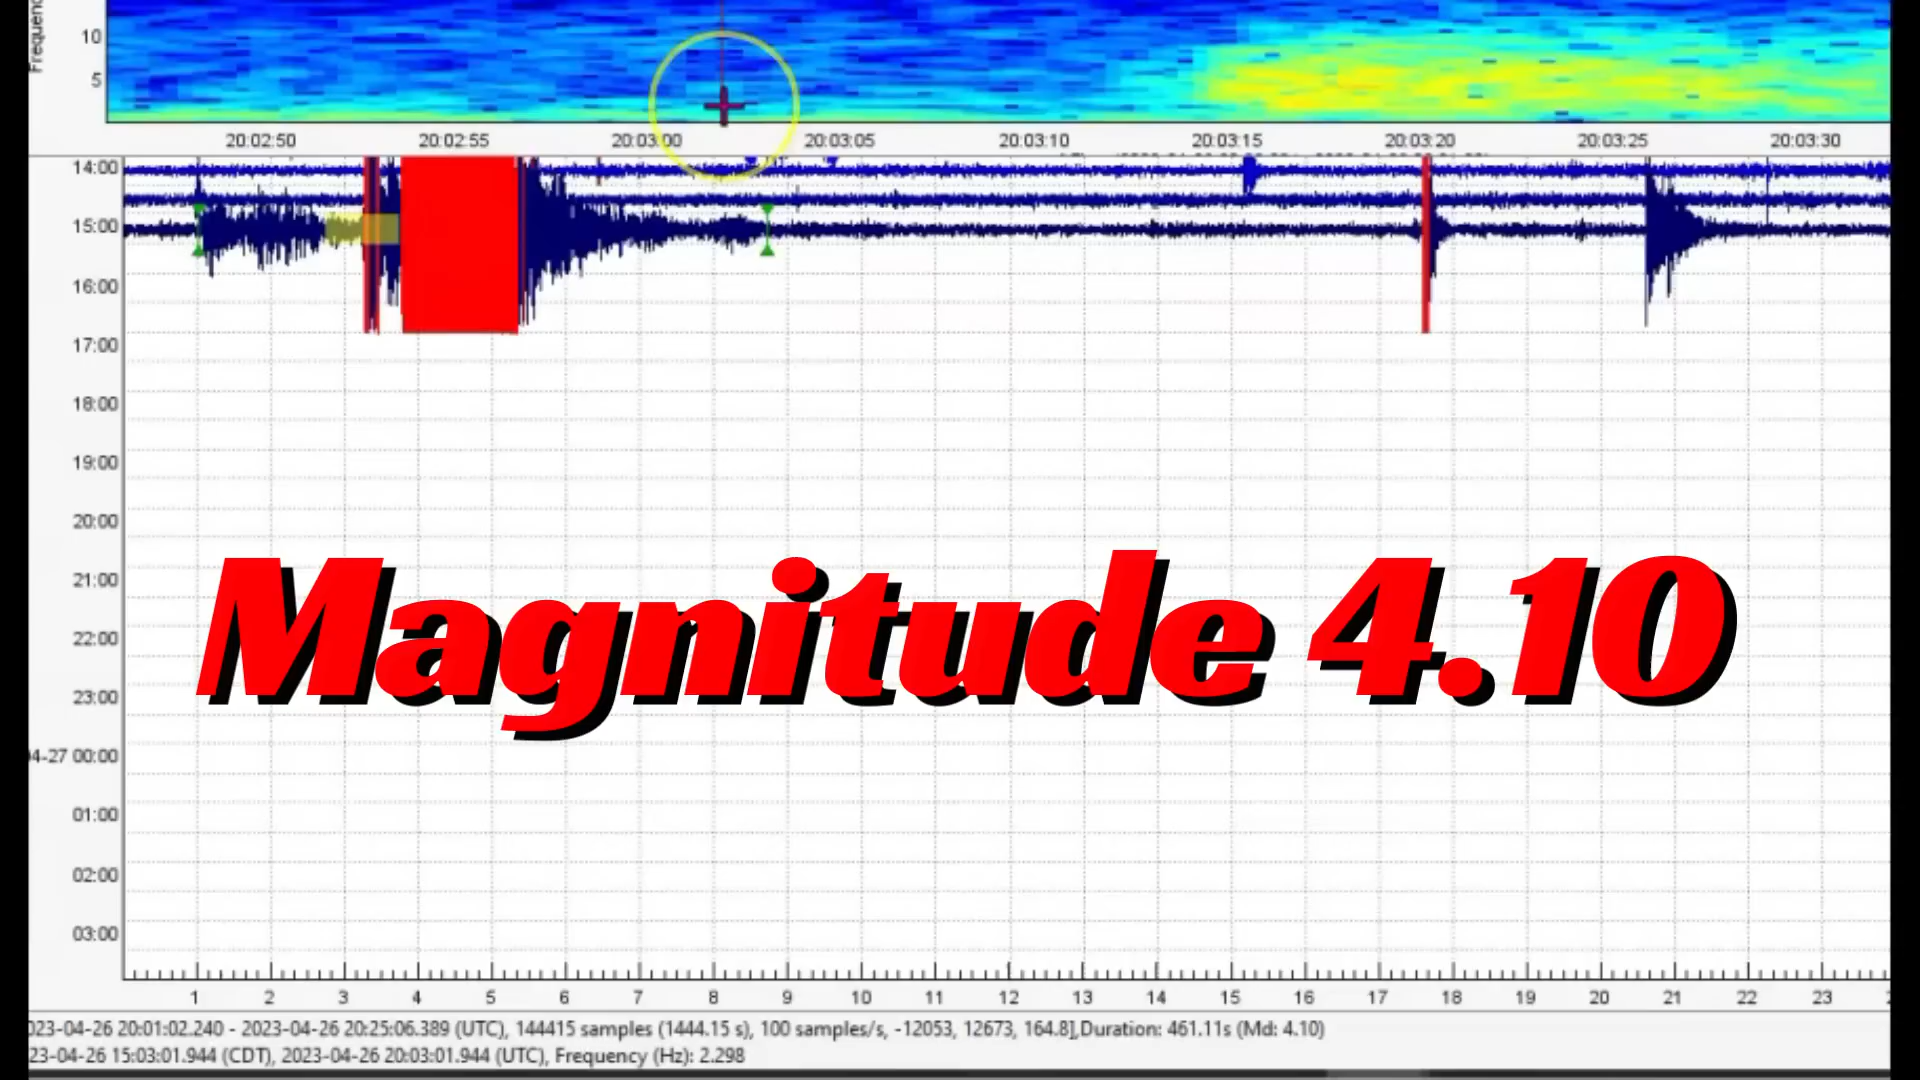 Frequenc
10
5
20:02:50 20:02:55 20:03:00 20:03:05 20:03:10 20:03:15 20:03:20 20:03:25 20:03:30
14:00
15:00
16:00
17:00
18:00
19:00
20:00
21:00
22:00
23:00
Magnitude 4.10
04-27 00:00
01:00
02:00
03:00
1 2 3 4 5 6 7 8 9 10 11 12 13 14 15 16 17 18 19 20 21 22 23
023-04-26 20:01:02.240 - 2023-04-26 20:25:06.389 (UTC), 144415 samples (1444.15 s), 100 samples/s, -12053, 12673, 164.8],Duration: 461.11s (Md: 4.10)
23-04-26 15:03:01.944 (CDT), 2023-04-26 20:03:01.944 (UTC), Frequency (Hz): 2.298